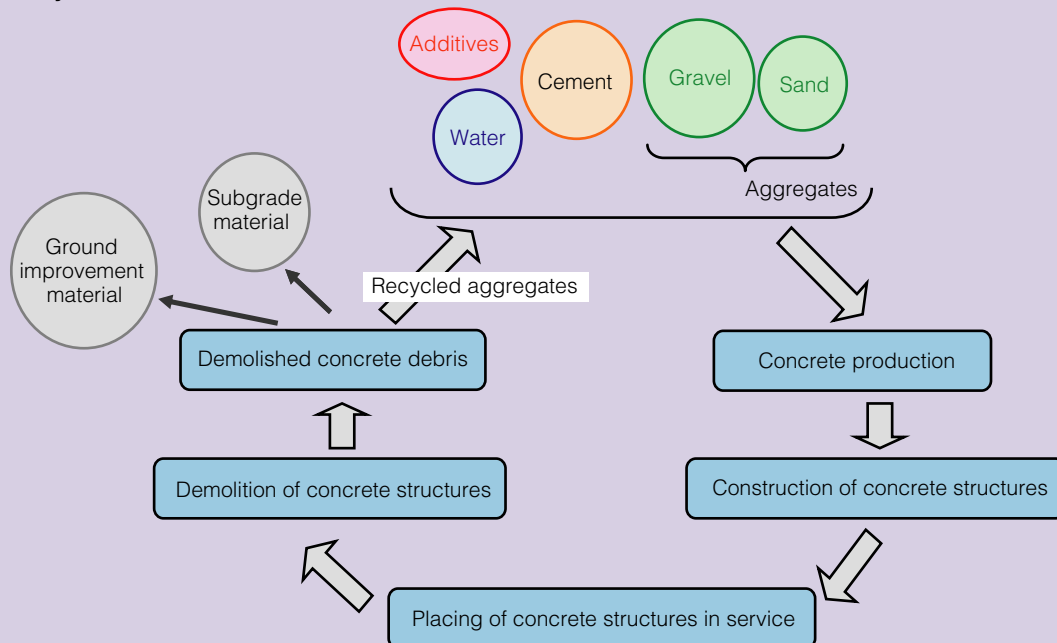 Additives
Cement
Gravel
Sand
Water
Aggregates
Subgrade
material
Ground
improvement
material
Recycled aggregates
Demolished concrete debris
Concrete production
Demolition of concrete structures
Construction of concrete structures
Placing of concrete structures in service